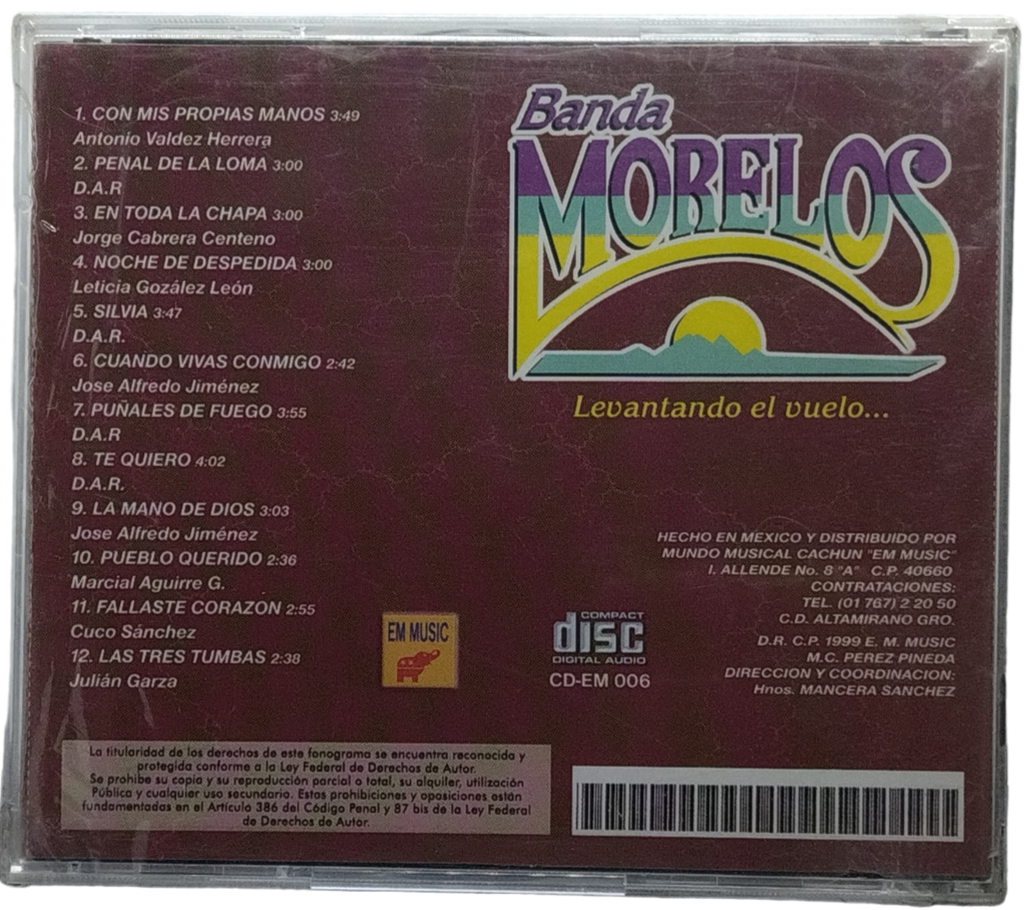 1. CON MIS PROPIAS MANOS 3:49
Antonio Valdez Herrera
2. PENAL DE LA LOMA 3:00
D.A.R
3. EN TODA LA CHAPA 3:00
Jorge Cabrera Centeno
4. NOCHE DE DESPEDIDA 3:00
Leticia Gozález León
5. SILVIA 3:47
D.A.R.
6. CUANDO VIVAS CONMIGO 2:42
Jose Alfredo Jiménez
7. PUÑALES DE FUEGO 3:55
D.A.R
8. TE QUIERO 4:02
D.A.R.
9. LA MANO DE DIOS 3:03
Jose Alfredo Jiménez
10. PUEBLO QUERIDO 2:36
Marcial Aguirre G.
11. FALLASTE CORAZON 2:55
Cuco Sánchez
12. LAS TRES TUMBAS 2:38
Julián Garza
Banda
MORELOS
Levantando el vuelo...
HECHO EN MEXICO Y DISTRIBUIDO POR
MUNDO MUSICAL CACHUN "EM MUSIC"
I. ALLENDE No. 8 "A" C.P. 40660
CONTRATACIONES:
TEL. (01 767) 2 20 50
C.D. ALTAMIRANO GRO.
D.R. C.P. 1999 E. M. MUSIC
M.C. PEREZ PINEDA
DIRECCION Y COORDINACION:
Hnos. MANCERA SANCHEZ
EM MUSIC
COMPACT
disc
DIGITAL AUDIO
CD-EM 006
La titularidad de los derechos de este fonograma se encuentra reconocida y
protegida conforme a la Ley Federal de Derechos de Autor.
Se prohibe su copia y su reproducción parcial o total, su alquiler, utilización
Pública y cualquier uso secundario. Estas prohibiciones y oposiciones están
fundamentadas en el Artículo 386 del Código Penal y 87 bis de la Ley Federal
de Derechos de Autor.